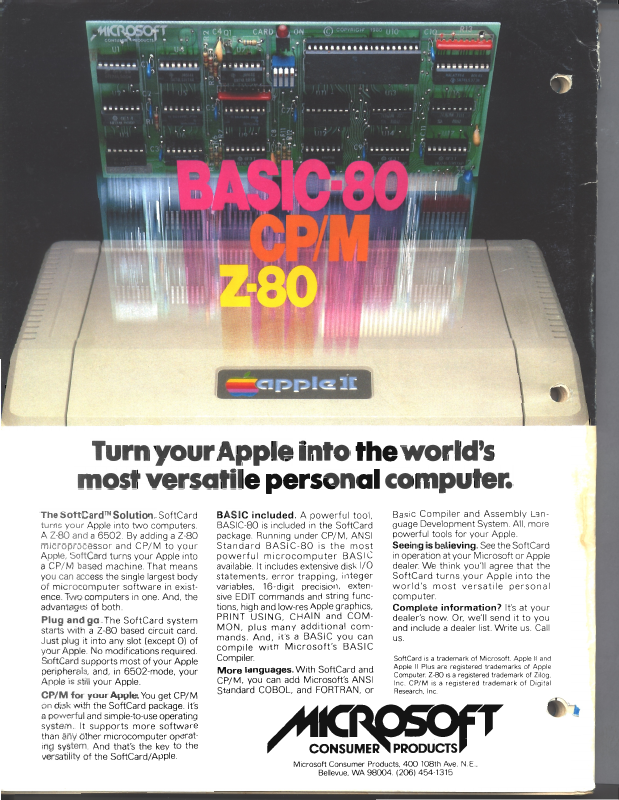 MICROSOFT
CONSUMER PRODUCTS
C4 Q1 CARD ON © COPYRIGHT, 1980 U10
BASIC-80
CP/M
Z-80
apple II
Turn your Apple into the world's
most versatile personal computer.
The SoftCard™ Solution. SoftCard
turns your Apple into two computers.
A Z-80 and a 6502. By adding a Z-80
microprocessor and CP/M to your
Apple, SoftCard turns your Apple into
a CP/M based machine. That means
you can access the single largest body
of microcomputer software in exist-
ence. Two computers in one. And, the
advantages of both.
Plug and go. The SoftCard system
starts with a Z-80 based circuit card.
Just plug it into any slot (except 0) of
your Apple. No modifications required.
SoftCard supports most of your Apple
peripherals, and, in 6502-mode, your
Apple is still your Apple.
CP/M for your Apple. You get CP/M
on disk with the SoftCard package. It's
a powerful and simple-to-use operating
system. It supports more software
than any other microcomputer operat-
ing system. And that's the key to the
versatility of the SoftCard/Apple.
BASIC included. A powerful tool,
BASIC-80 is included in the SoftCard
package. Running under CP/M, ANSI
Standard BASIC-80 is the most
powerful microcomputer BASIC
available. It includes extensive disk I/O
statements, error trapping, integer
variables, 16-digit precision, exten-
sive EDIT commands and string func-
tions, high and low-res Apple graphics,
PRINT USING, CHAIN and COM-
MON, plus many additional com-
mands. And, it's a BASIC you can
compile with Microsoft's BASIC
Compiler.
More languages. With SoftCard and
CP/M, you can add Microsoft's ANSI
Standard COBOL, and FORTRAN, or
Basic Compiler and Assembly Lan-
guage Development System. All, more
powerful tools for your Apple.
Seeing is believing. See the SoftCard
in operation at your Microsoft or Apple
dealer. We think you'll agree that the
SoftCard turns your Apple into the
world's most versatile personal
computer.
Complete information? It's at your
dealer's now. Or, we'll send it to you
and include a dealer list. Write us. Call
us.
SoftCard is a trademark of Microsoft. Apple II and
Apple II Plus are registered trademarks of Apple
Computer. Z-80 is a registered trademark of Zilog,
Inc. CP/M is a registered trademark of Digital
Research, Inc.
MICROSOFT
CONSUMER PRODUCTS
Microsoft Consumer Products, 400 108th Ave. N.E.,
Bellevue, WA 98004. (206) 454-1315